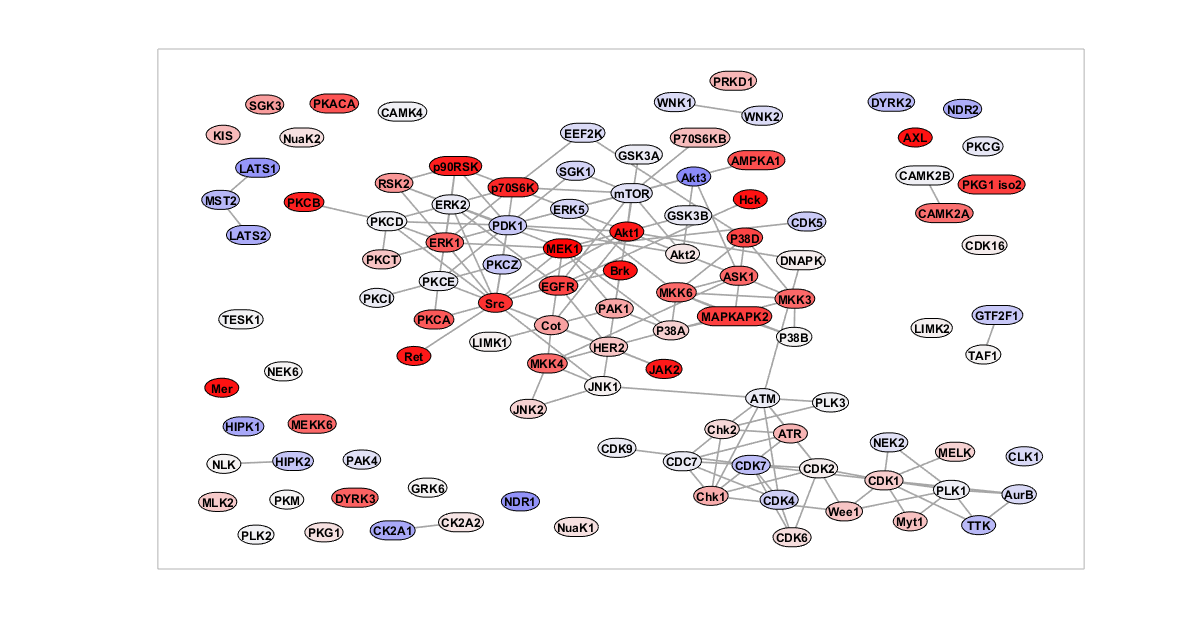 PRKD1
SGK3
PKACA
CAMK4
WNK1
WNK2
DYRK2
NDR2
KIS
NuaK2
EEF2K
P70S6KB
AXL
PKCG
GSK3A
AMPKA1
LATS1
p90RSK
SGK1
Akt3
CAMK2B
PKG1 iso2
RSK2
p70S6K
mTOR
MST2
PKCB
ERK2
ERK5
Hck
CAMK2A
PKCD
PDK1
GSK3B
CDK5
LATS2
ERK1
MEK1
Akt1
P38D
CDK16
PKCT
PKCZ
Akt2
DNAPK
PKCE
Brk
ASK1
PKCI
EGFR
MKK6
MKK3
Src
PAK1
TESK1
PKCA
Cot
P38A
MAPKAPK2
GTF2F1
LIMK1
P38B
LIMK2
Ret
HER2
TAF1
NEK6
MKK4
JAK2
Mer
JNK1
ATM
PLK3
JNK2
HIPK1
MEKK6
Chk2
ATR
CDK9
NEK2
MELK
CLK1
NLK
HIPK2
PAK4
CDC7
CDK7
CDK2
CDK1
MLK2
PKM
DYRK3
GRK6
NDR1
Chk1
CDK4
PLK1
AurB
Wee1
Myt1
TTK
PLK2
PKG1
CK2A1
CK2A2
NuaK1
CDK6